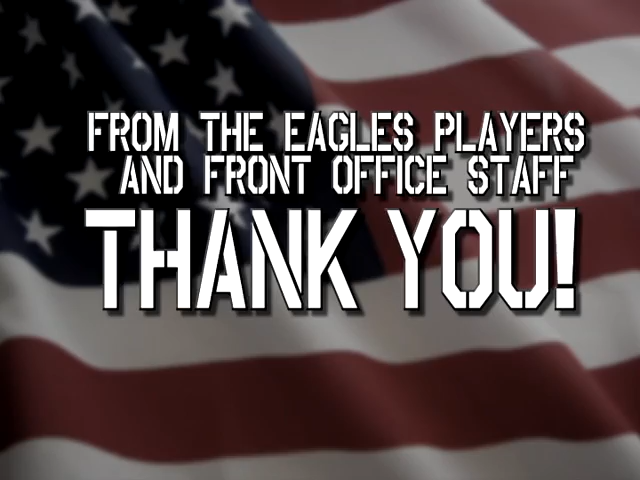 FROM THE EAGLES PLAYERS
AND FRONT OFFICE STAFF
THANK YOU!